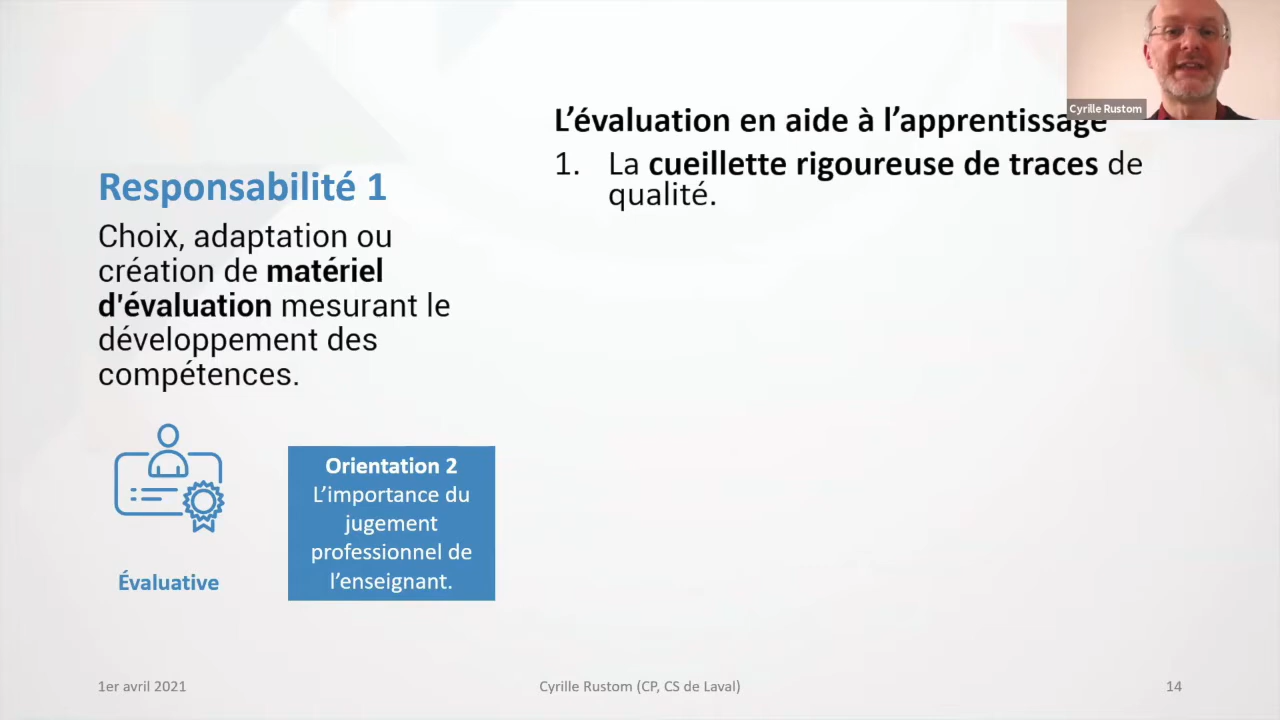 Cyrille Rustom
L’évaluation en aide à l’apprentissage
1. La cueillette rigoureuse de traces de
qualité.
Responsabilité 1
Choix, adaptation ou
création de matériel
d'évaluation mesurant le
développement des
compétences.
Évaluative
Orientation 2
L’importance du
jugement
professionnel de
l’enseignant.
1er avril 2021
Cyrille Rustom (CP, CS de Laval)
14